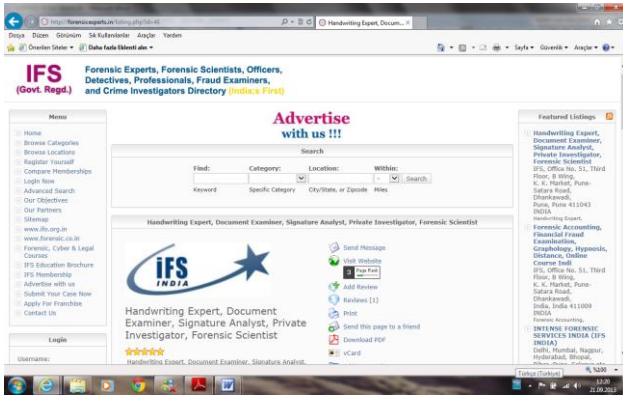 http://forensicexperts.in/listing.php?id=46
Handwriting Expert, Docum...
Dosya Düzen Görünüm Sık Kullanılanlar Araçlar Yardım
Önerilen Siteler Daha fazla Eklenti alın
Sayfa Güvenlik Araçlar
IFS
(Govt. Regd.)
Forensic Experts, Forensic Scientists, Officers,
Detectives, Professionals, Fraud Examiners,
and Crime Investigators Directory (India's First)
Menu
Home
Browse Categories
Browse Locations
Register Yourself
Compare Memberships
Login Now
Advanced Search
Our Objectives
Our Partners
Sitemap
www.ifs.org.in
www.forensic.co.in
Forensic, Cyber & Legal
Courses
IFS Education Brochure
IFS Membership
Advertise with us
Submit Your Case Now
Apply For Franchise
Contact Us
Login
Username:
Advertise
with us !!!
Search
Find: Category: Location: Within:
- Search
Keyword Specific Category City/State, or Zipcode Miles
Handwriting Expert, Document Examiner, Signature Analyst, Private Investigator, Forensic Scientist
iFS
INDIA
Handwriting Expert, Document
Examiner, Signature Analyst, Private
Investigator, Forensic Scientist
Handwriting Expert, Document Examiner, Signature Analyst,
Send Message
Visit Website
3 Page Rank
Add Review
Reviews [1]
Print
Send this page to a friend
Download PDF
vCard
Featured Listings
Handwriting Expert,
Document Examiner,
Signature Analyst,
Private Investigator,
Forensic Scientist
IFS, Office No. 51, Third
Floor, B Wing,
K. K. Market, Pune-
Satara Road,
Dhankawadi,
Pune, Pune 411043
INDIA
Handwriting Expert,
Forensic Accounting,
Financial Fraud
Examination,
Graphology, Hypnosis,
Distance, Online
Course Indi
IFS, Office No. 51, Third
Floor, B Wing,
K. K. Market, Pune-
Satara Road,
Dhankawadi,
India, India 411009
INDIA
Forensic Accounting,
INTENSE FORENSIC
SERVICES INDIA (IFS
INDIA)
Delhi, Mumbai, Nagpur,
Hyderabad, Bhopal,
Türkçe (Türkiye)
%100
12:20
21.09.2013